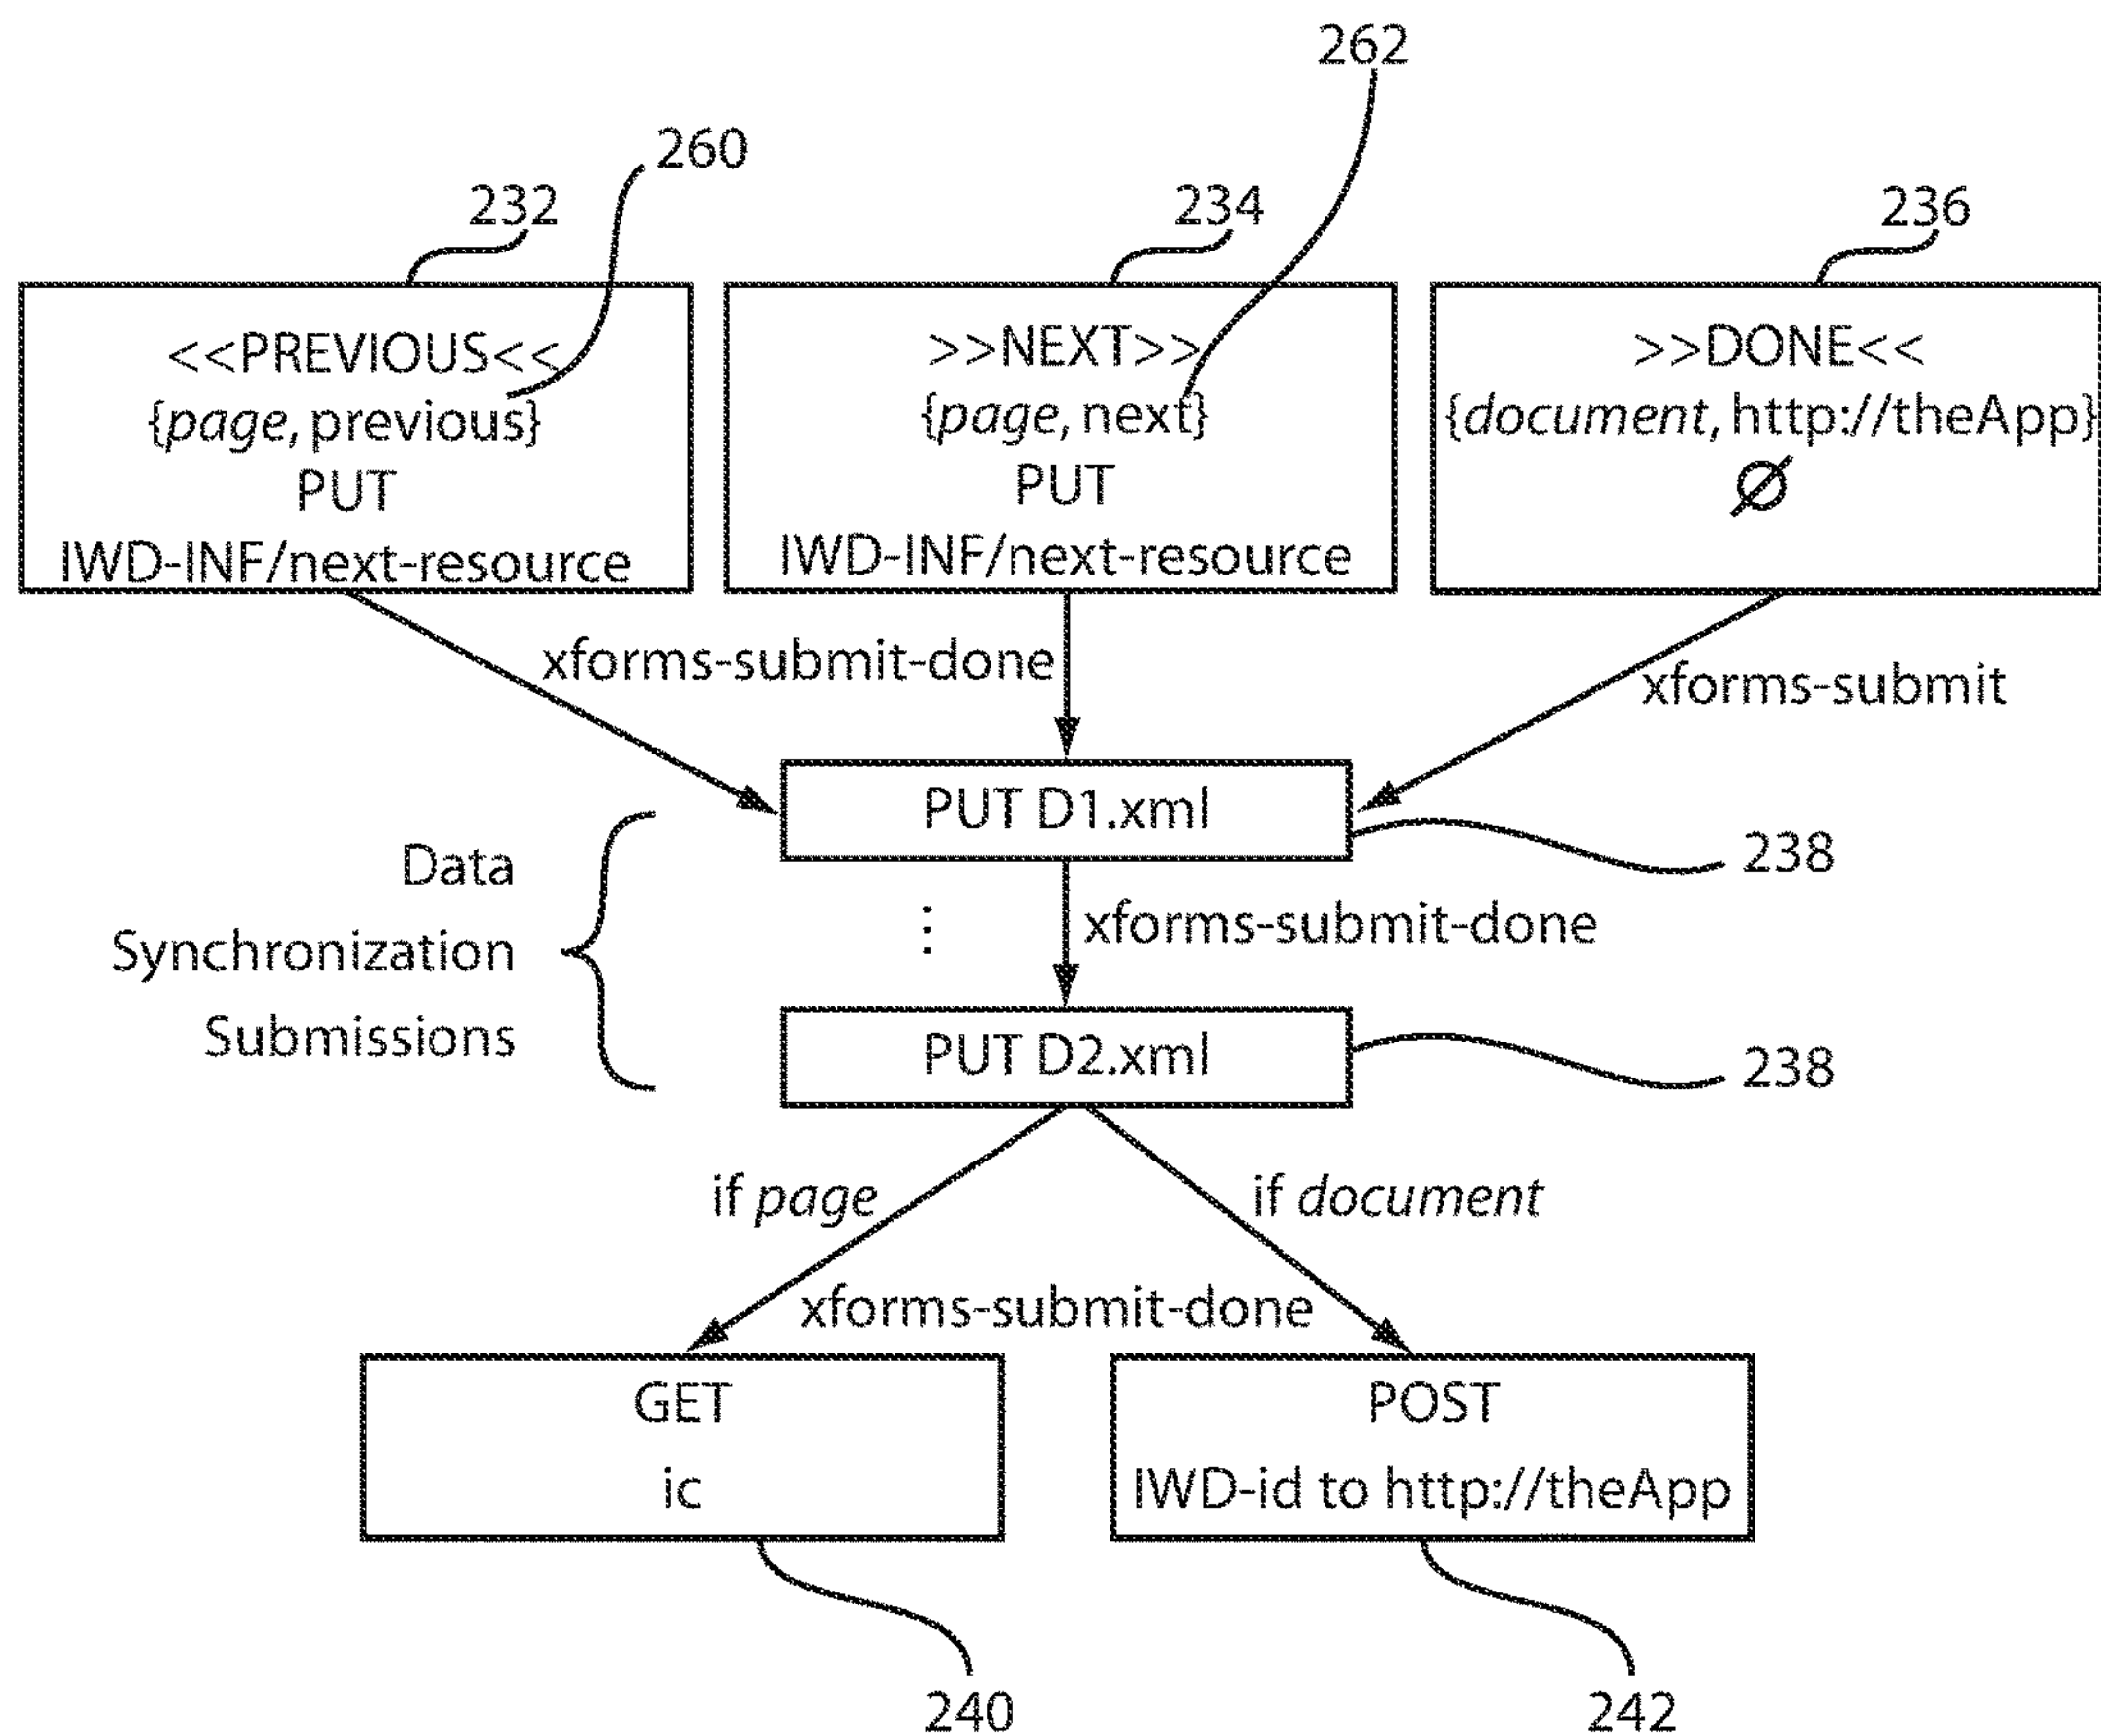 262
260
232
234
236
<<PREVIOUS<<
{page, previous}
PUT
IWD-INF/next-resource
>>NEXT>>
{page, next}
PUT
IWD-INF/next-resource
>>DONE<<
{document, http://theApp}
Ø
xforms-submit-done
xforms-submit
PUT D1.xml
238
Data
Synchronization
Submissions
⋮
xforms-submit-done
PUT D2.xml
238
if page
if document
xforms-submit-done
GET
ic
POST
IWD-id to http://theApp
240
242